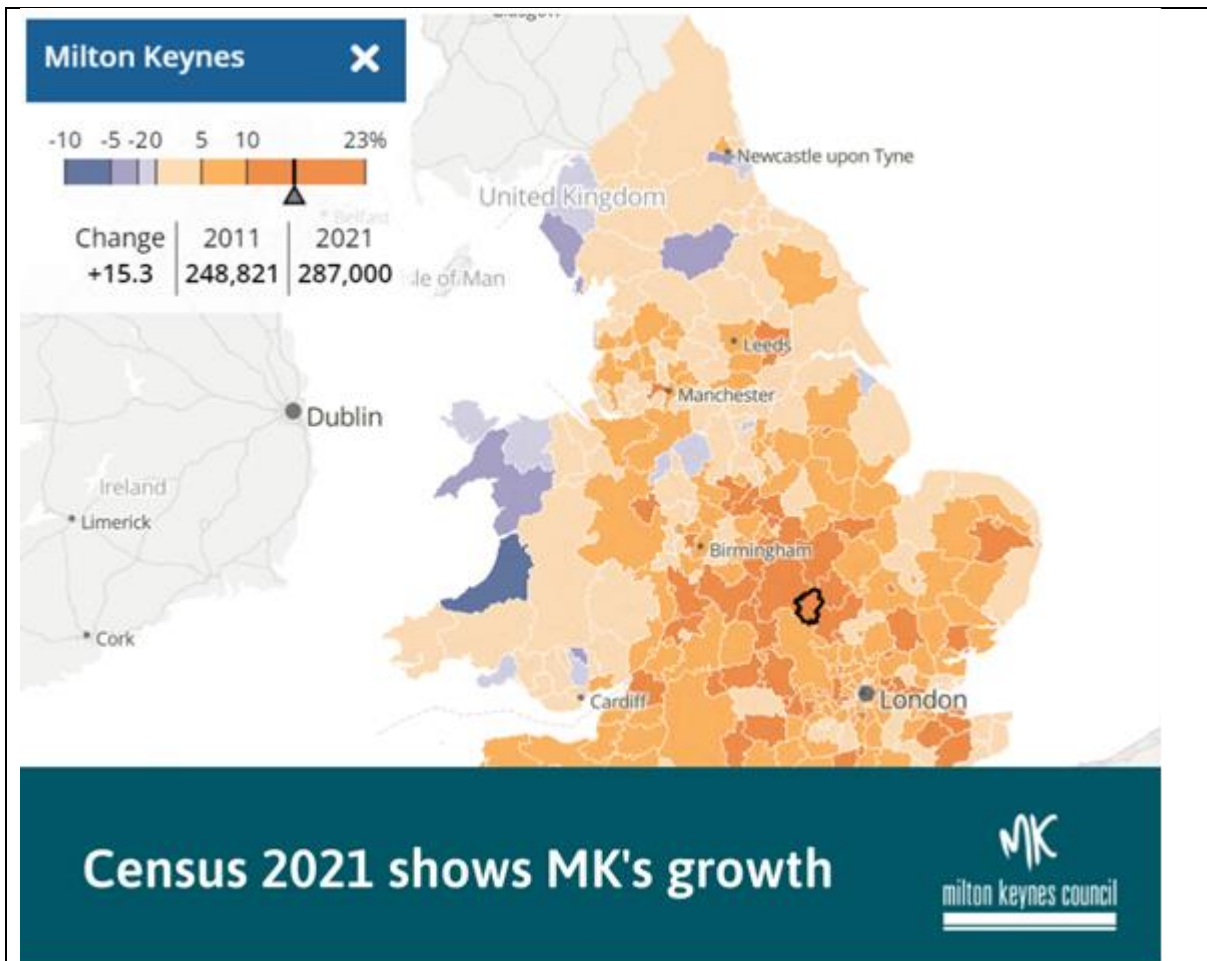 Glasgow
Milton Keynes
-10 -5 -2 0 5 10 23%
Newcastle upon Tyne
United Kingdom
Belfast
Change 2011 2021
+15.3 248,821 287,000
Isle of Man
Leeds
Manchester
Dublin
Ireland
Limerick
Birmingham
Cork
Cardiff
London
Census 2021 shows MK's growth
MK
milton keynes council